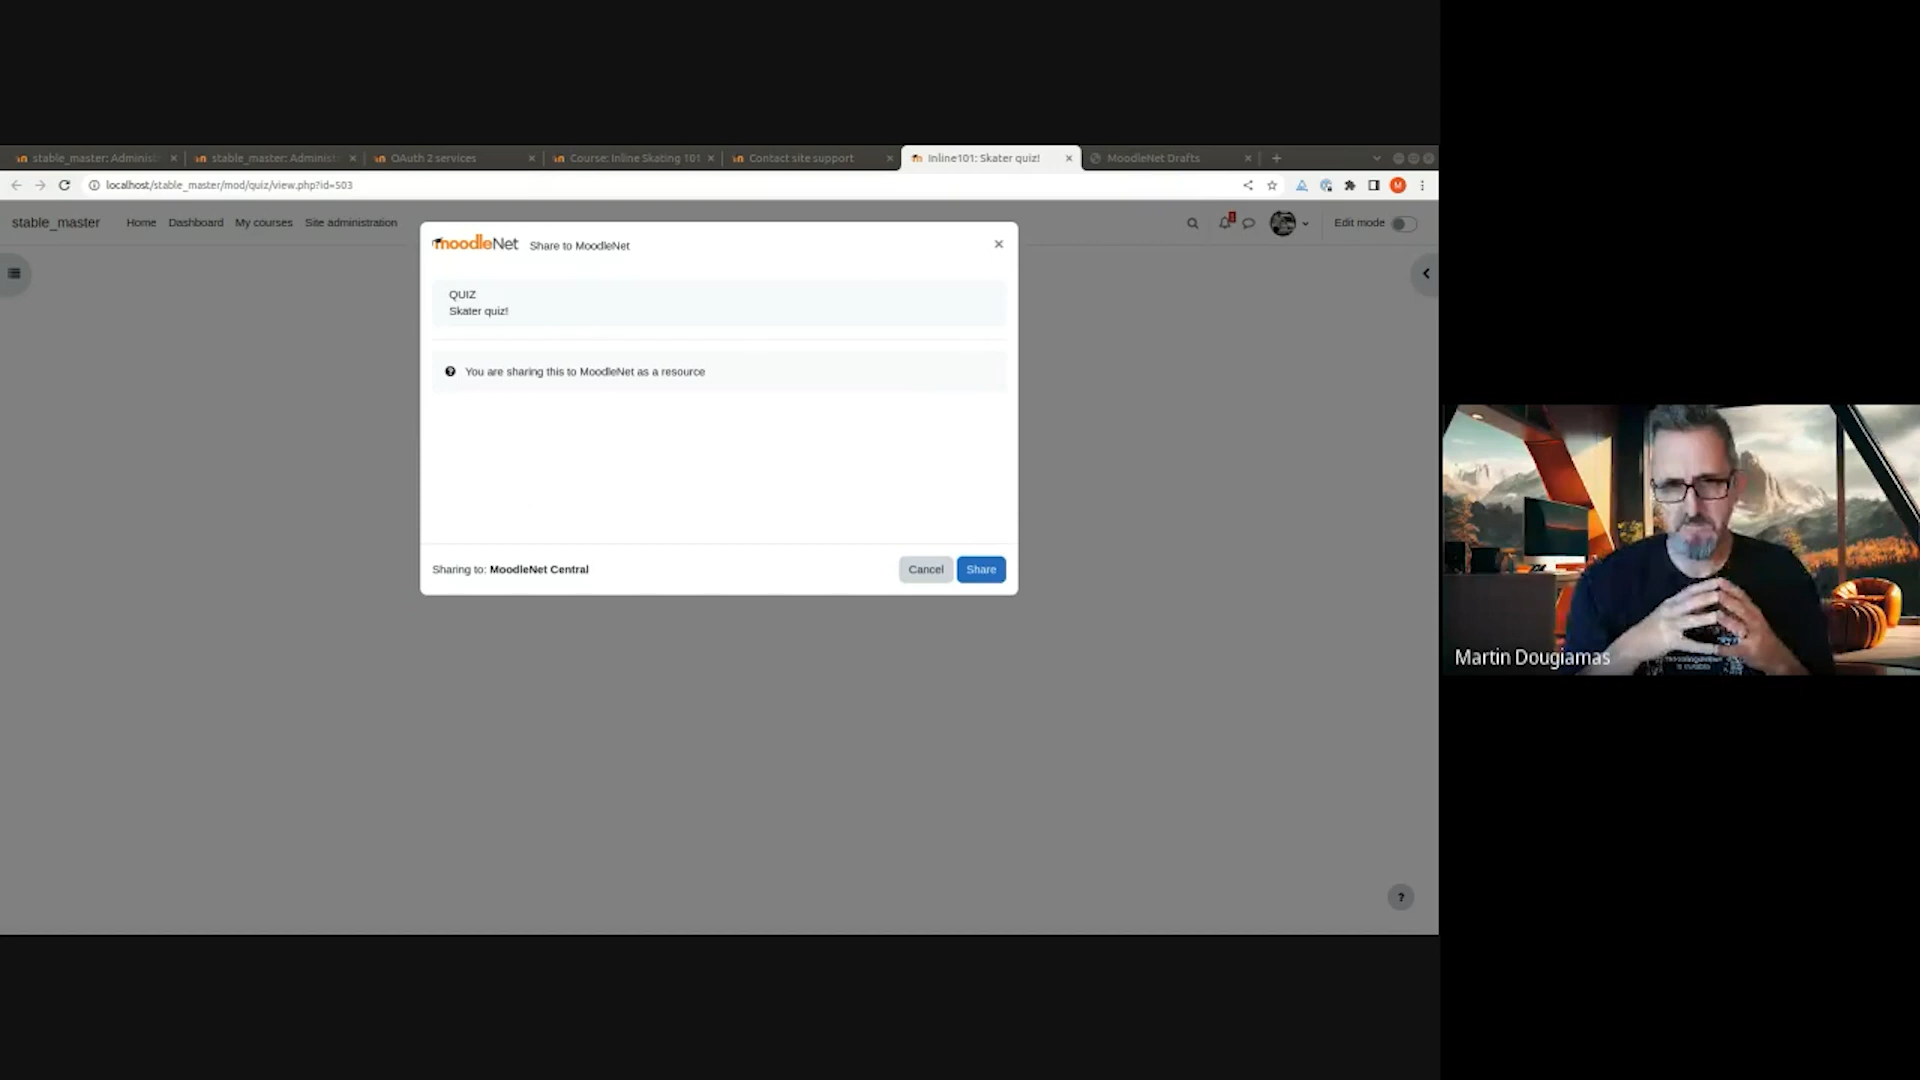 stable_master: Administ
stable_master: Administ
OAuth 2 services
Course: Inline Skating 101
Contact site support
Inline101: Skater quiz!
MoodleNet Drafts
localhost/stable_master/mod/quiz/view.php?id=503
M
stable_master
Home
Dashboard
My courses
Site administration
1
Edit mode
moodleNet Share to MoodleNet
QUIZ
Skater quiz!
You are sharing this to MoodleNet as a resource
Sharing to: MoodleNet Central
Cancel
Share
?
Martin Dougiamas